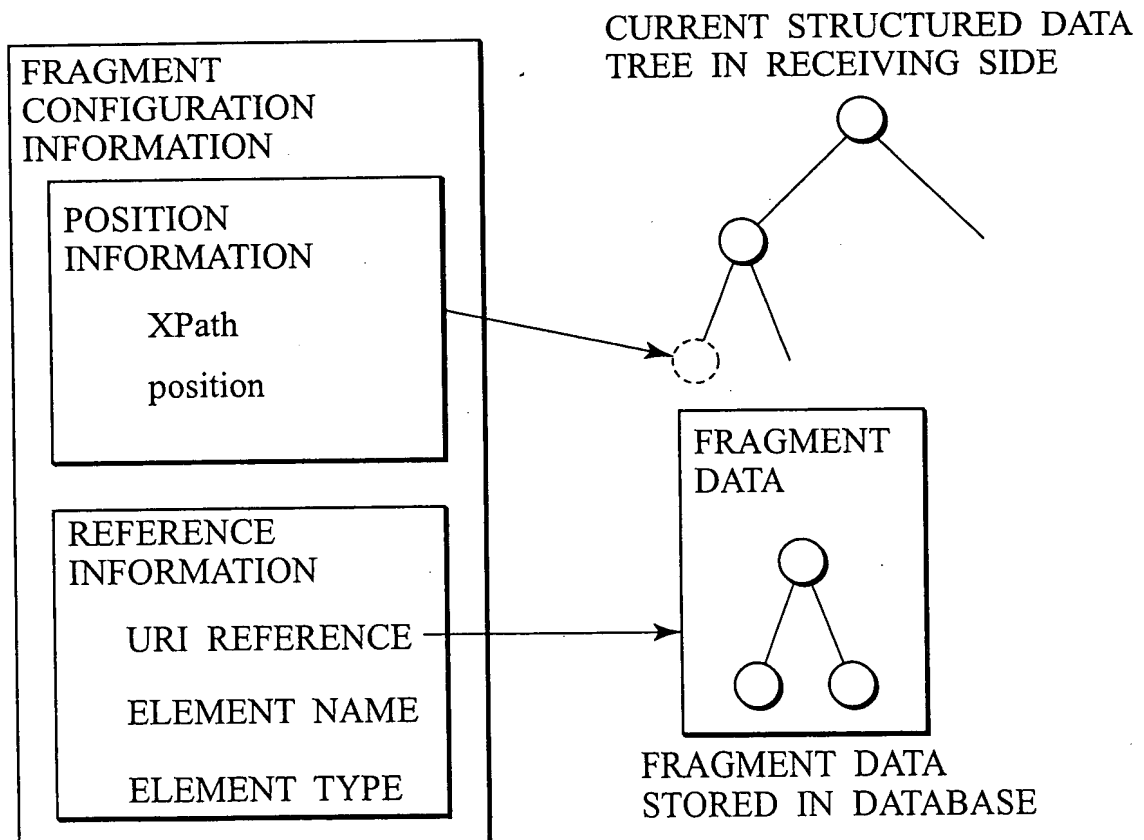 FRAGMENT
CONFIGURATION
INFORMATION
POSITION
INFORMATION
XPath
position
REFERENCE
INFORMATION
URI REFERENCE
ELEMENT NAME
ELEMENT TYPE
CURRENT STRUCTURED DATA
TREE IN RECEIVING SIDE
FRAGMENT
DATA
FRAGMENT DATA
STORED IN DATABASE